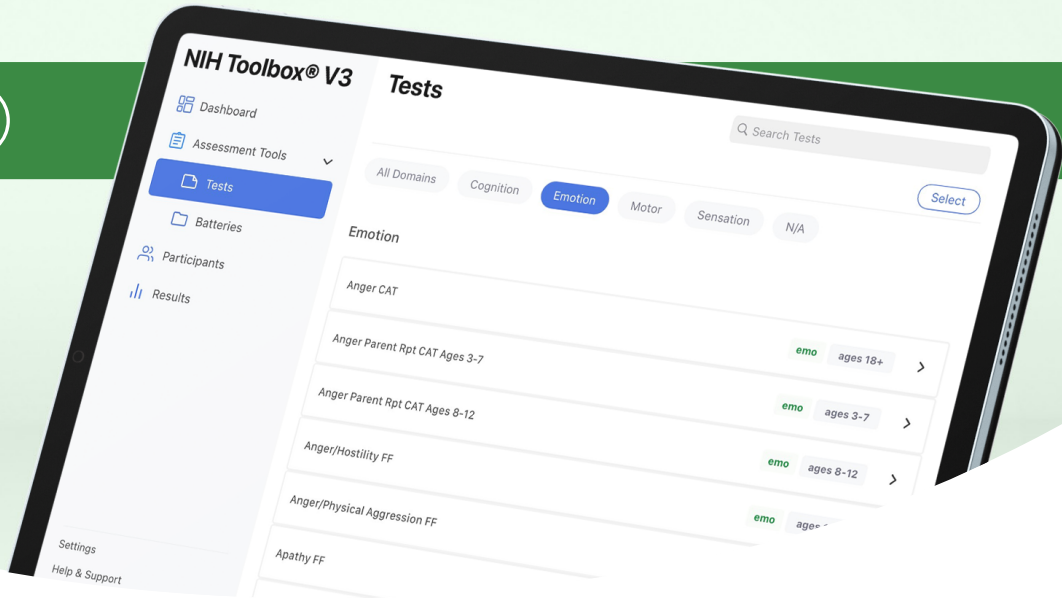 NIH Toolbox® V3
Dashboard
Assessment Tools
Tests
Batteries
Participants
Results
Settings
Help & Support
Tests
Search Tests
Select
All Domains
Cognition
Emotion
Motor
Sensation
N/A
Emotion
Anger CAT
emo
ages 18+
Anger Parent Rpt CAT Ages 3-7
emo
ages 3-7
Anger Parent Rpt CAT Ages 8-12
emo
ages 8-12
Anger/Hostility FF
emo
Anger/Physical Aggression FF
Apathy FF